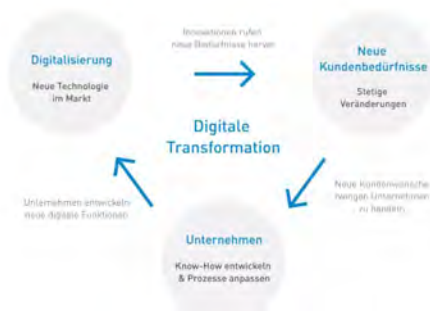 Innovationen rufen
neue Bedürfnisse hervor
Digitalisierung
Neue Technologie
im Markt
Neue
Kundenbedürfnisse
Stetige
Veränderungen
Digitale
Transformation
Unternehmen entwickeln
neue digitale Funktionen
Neue Kundenwünsche
zwingen Unternehmen
zu handeln
Unternehmen
Know-How entwickeln
& Prozesse anpassen